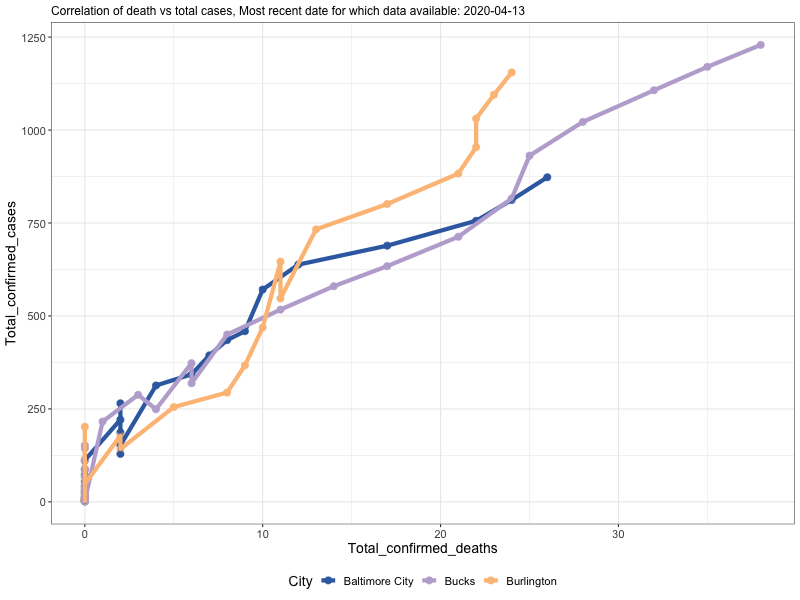 Correlation of death vs total cases, Most recent date for which data available: 2020-04-13
Total_confirmed_cases
1250
1000
750
500
250
0
0 10 20 30
Total_confirmed_deaths
City Baltimore City Bucks Burlington